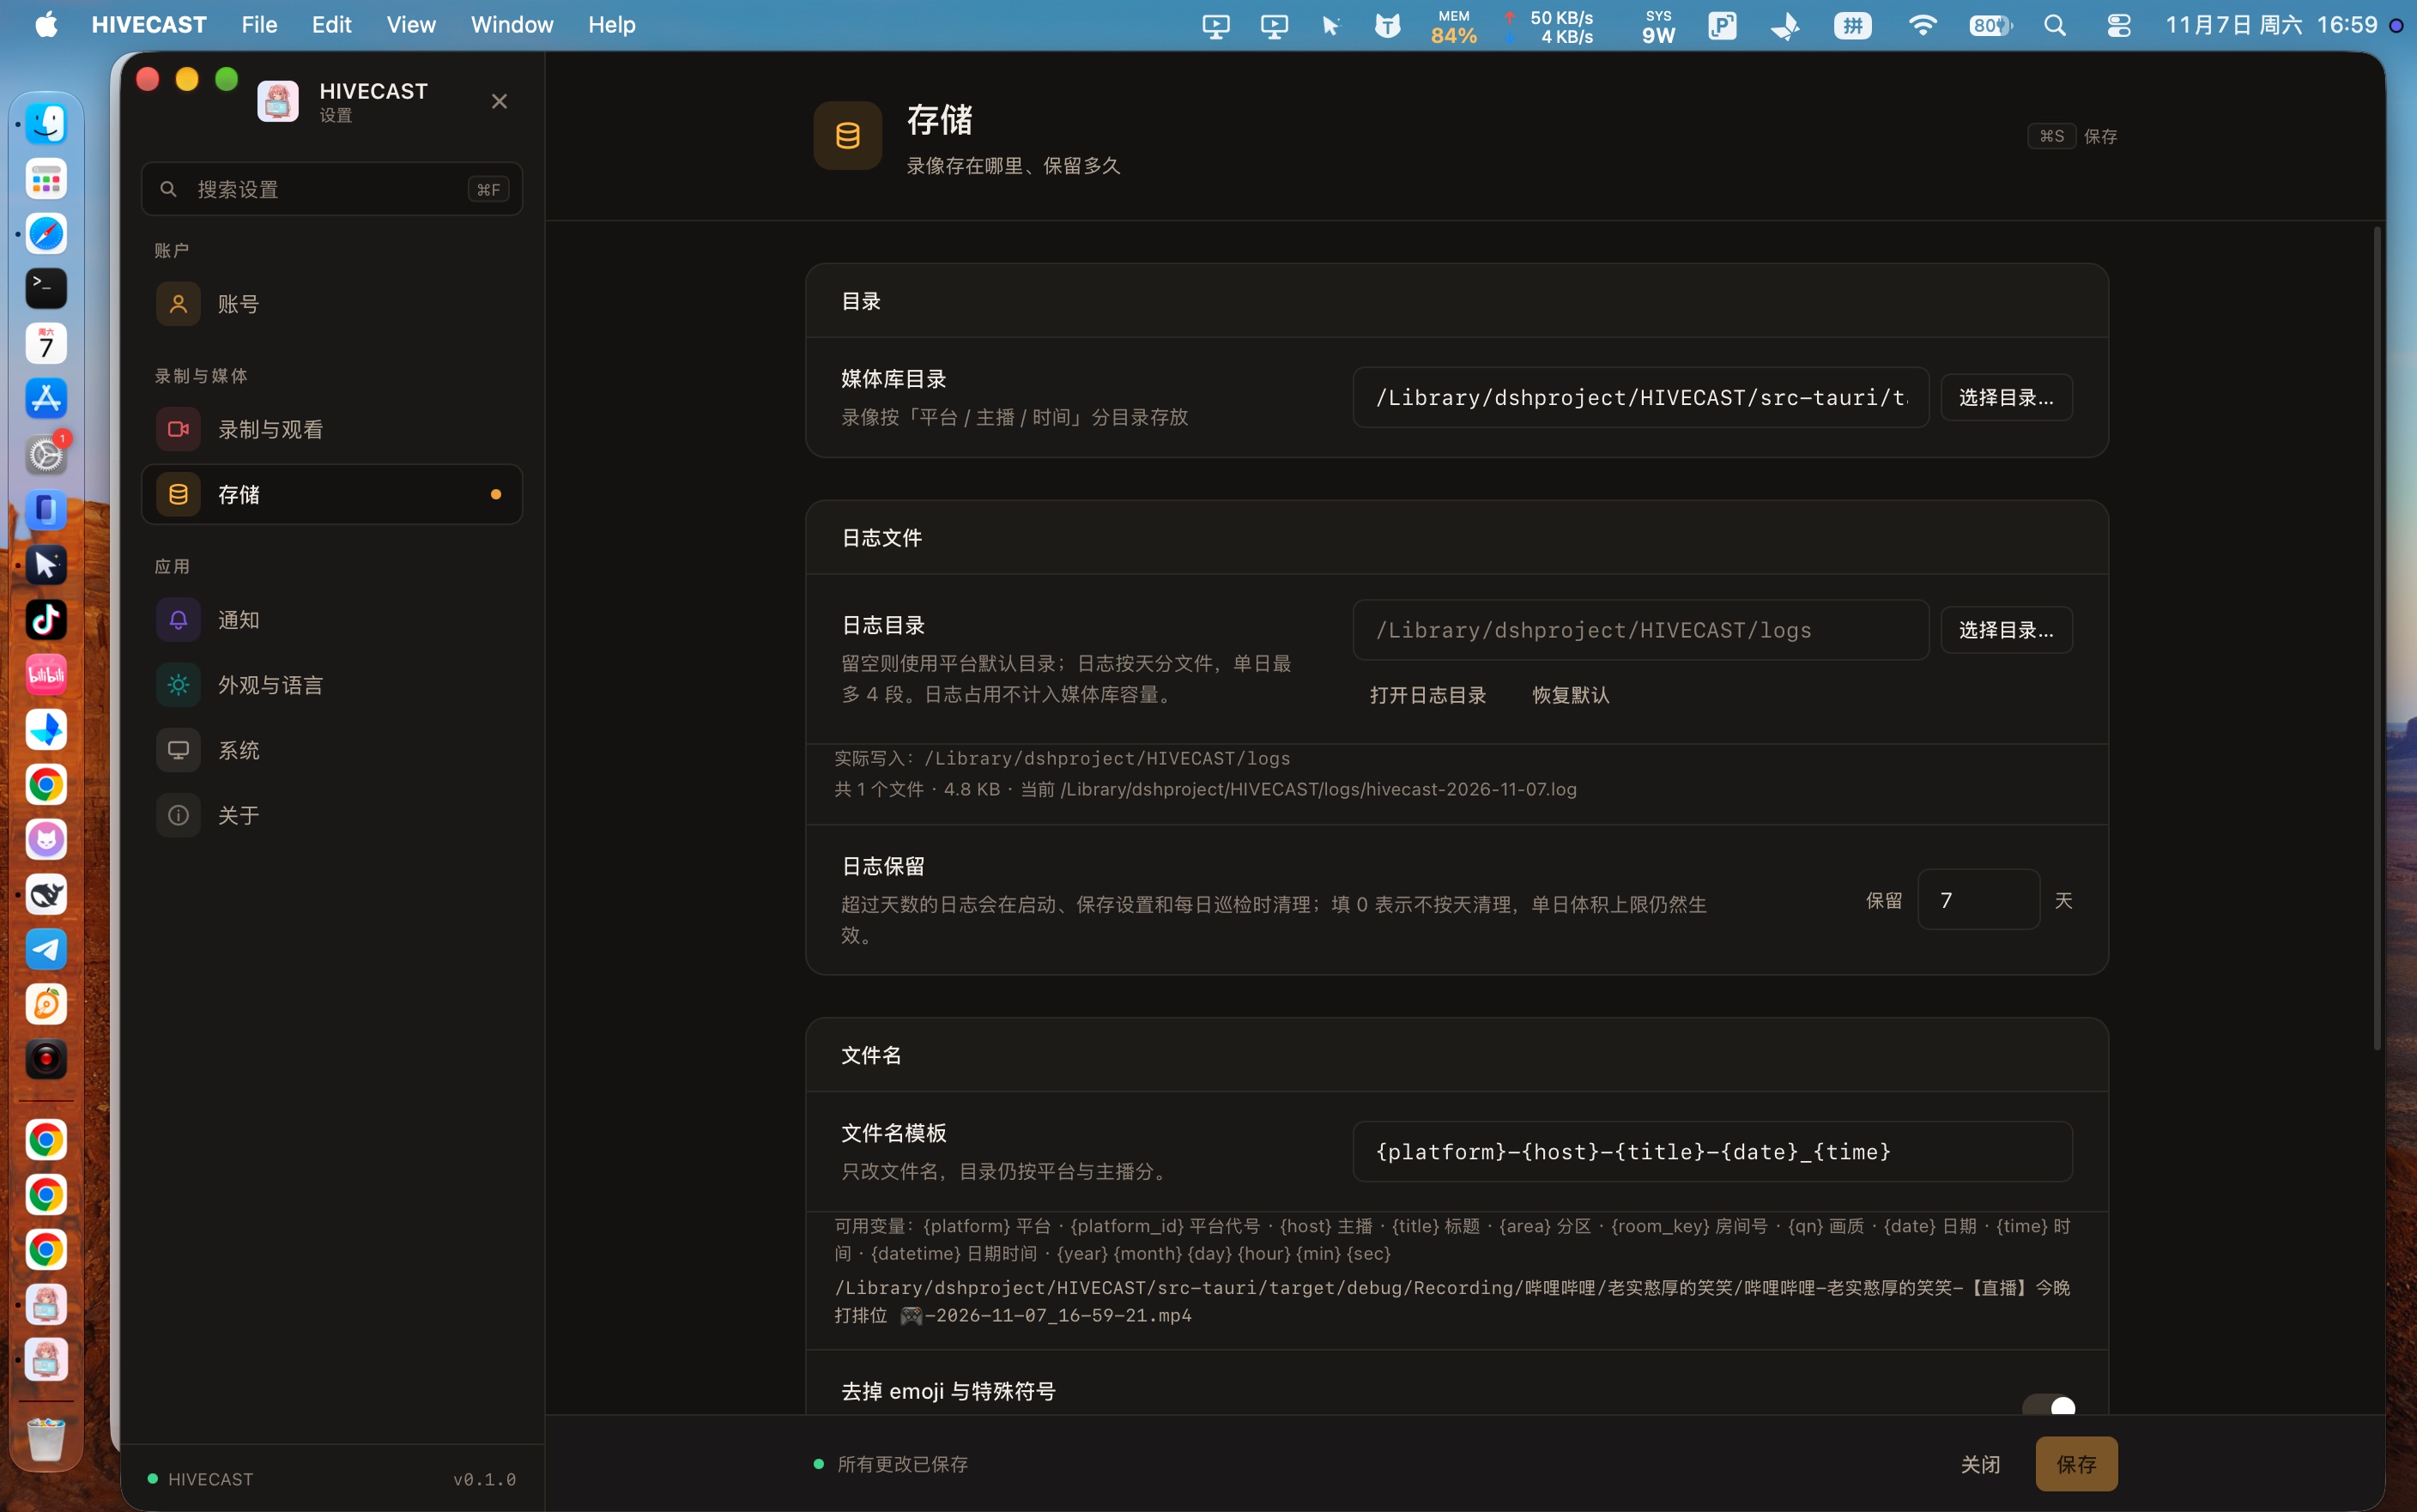 HIVECAST File Edit View Window Help
MEM 84% 50 KB/s 4 KB/s SYS 9W 拼 80 11月7日 周六 16:59
周六
7
1
bilibili
HIVECAST
设置
搜索设置 ⌘F
账户
账号
录制与媒体
录制与观看
存储
应用
通知
外观与语言
系统
关于
HIVECAST v0.1.0
存储
录像存在哪里、保留多久
⌘S 保存
目录
媒体库目录
录像按「平台 / 主播 / 时间」分目录存放
/Library/dshproject/HIVECAST/src-tauri/t
选择目录...
日志文件
日志目录
留空则使用平台默认目录；日志按天分文件，单日最
多 4 段。日志占用不计入媒体库容量。
/Library/dshproject/HIVECAST/logs
选择目录...
打开日志目录 恢复默认
实际写入：/Library/dshproject/HIVECAST/logs
共 1 个文件 · 4.8 KB · 当前 /Library/dshproject/HIVECAST/logs/hivecast-2026-11-07.log
日志保留
超过天数的日志会在启动、保存设置和每日巡检时清理；填 0 表示不按天清理，单日体积上限仍然生
效。
保留 7 天
文件名
文件名模板
只改文件名，目录仍按平台与主播分。
{platform}-{host}-{title}-{date}_{time}
可用变量：{platform} 平台 · {platform_id} 平台代号 · {host} 主播 · {title} 标题 · {area} 分区 · {room_key} 房间号 · {qn} 画质 · {date} 日期 · {time} 时
间 · {datetime} 日期时间 · {year} {month} {day} {hour} {min} {sec}
/Library/dshproject/HIVECAST/src-tauri/target/debug/Recording/哔哩哔哩/老实憨厚的笑笑/哔哩哔哩-老实憨厚的笑笑-【直播】今晚
打排位 🎮-2026-11-07_16-59-21.mp4
去掉 emoji 与特殊符号
所有更改已保存
关闭 保存